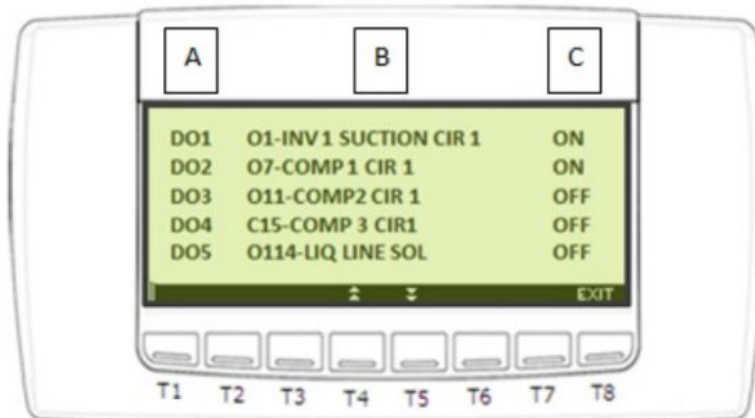 A B C
DO1 O1-INV 1 SUCTION CIR 1 ON
DO2 O7-COMP 1 CIR 1 ON
DO3 O11-COMP2 CIR 1 OFF
DO4 C15-COMP 3 CIR1 OFF
DO5 O114-LIQ LINE SOL OFF
EXIT
T1 T2 T3 T4 T5 T6 T7 T8